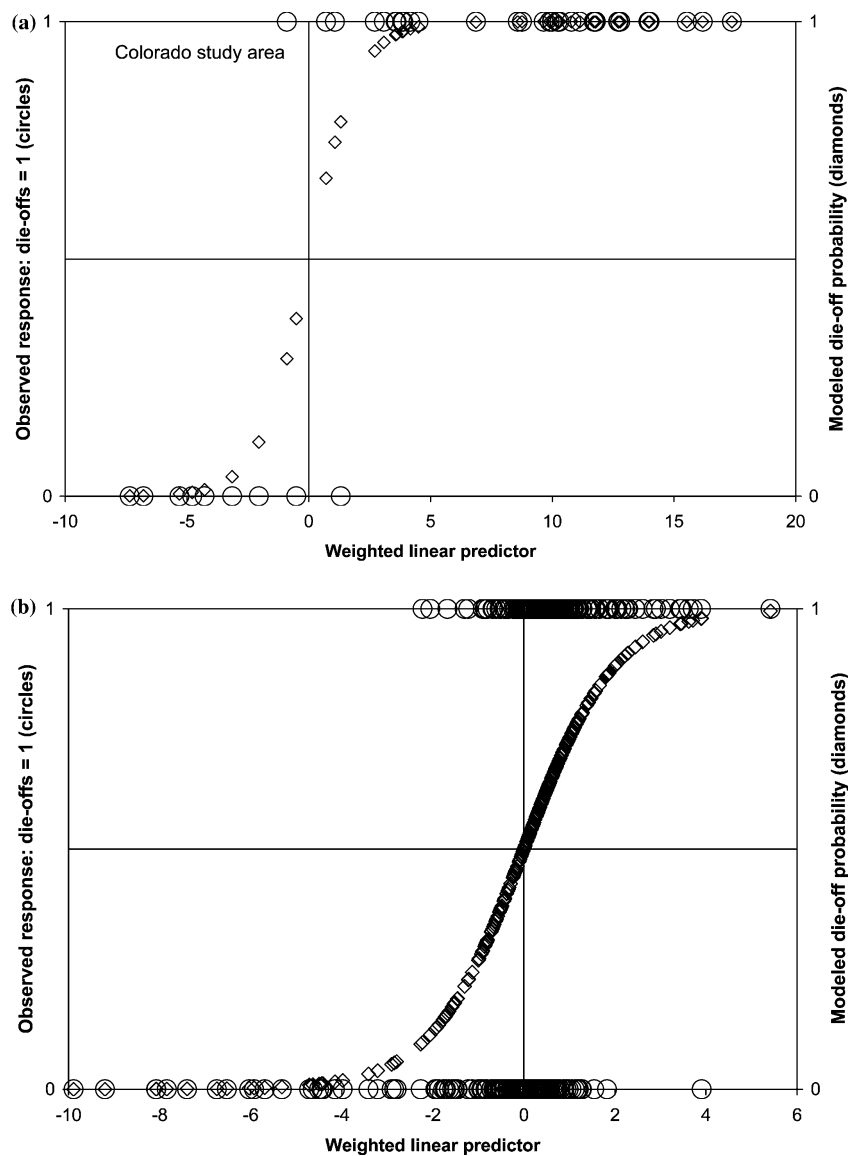 (a)
1
1
Colorado study area
Observed response: die-offs = 1 (circles)
Modeled die-off probability (diamonds)
0
0
-10
-5
0
5
10
15
20
Weighted linear predictor
(b)
1
1
Observed response: die-offs = 1 (circles)
Modeled die-off probability (diamonds)
0
0
-10
-8
-6
-4
-2
0
2
4
6
Weighted linear predictor